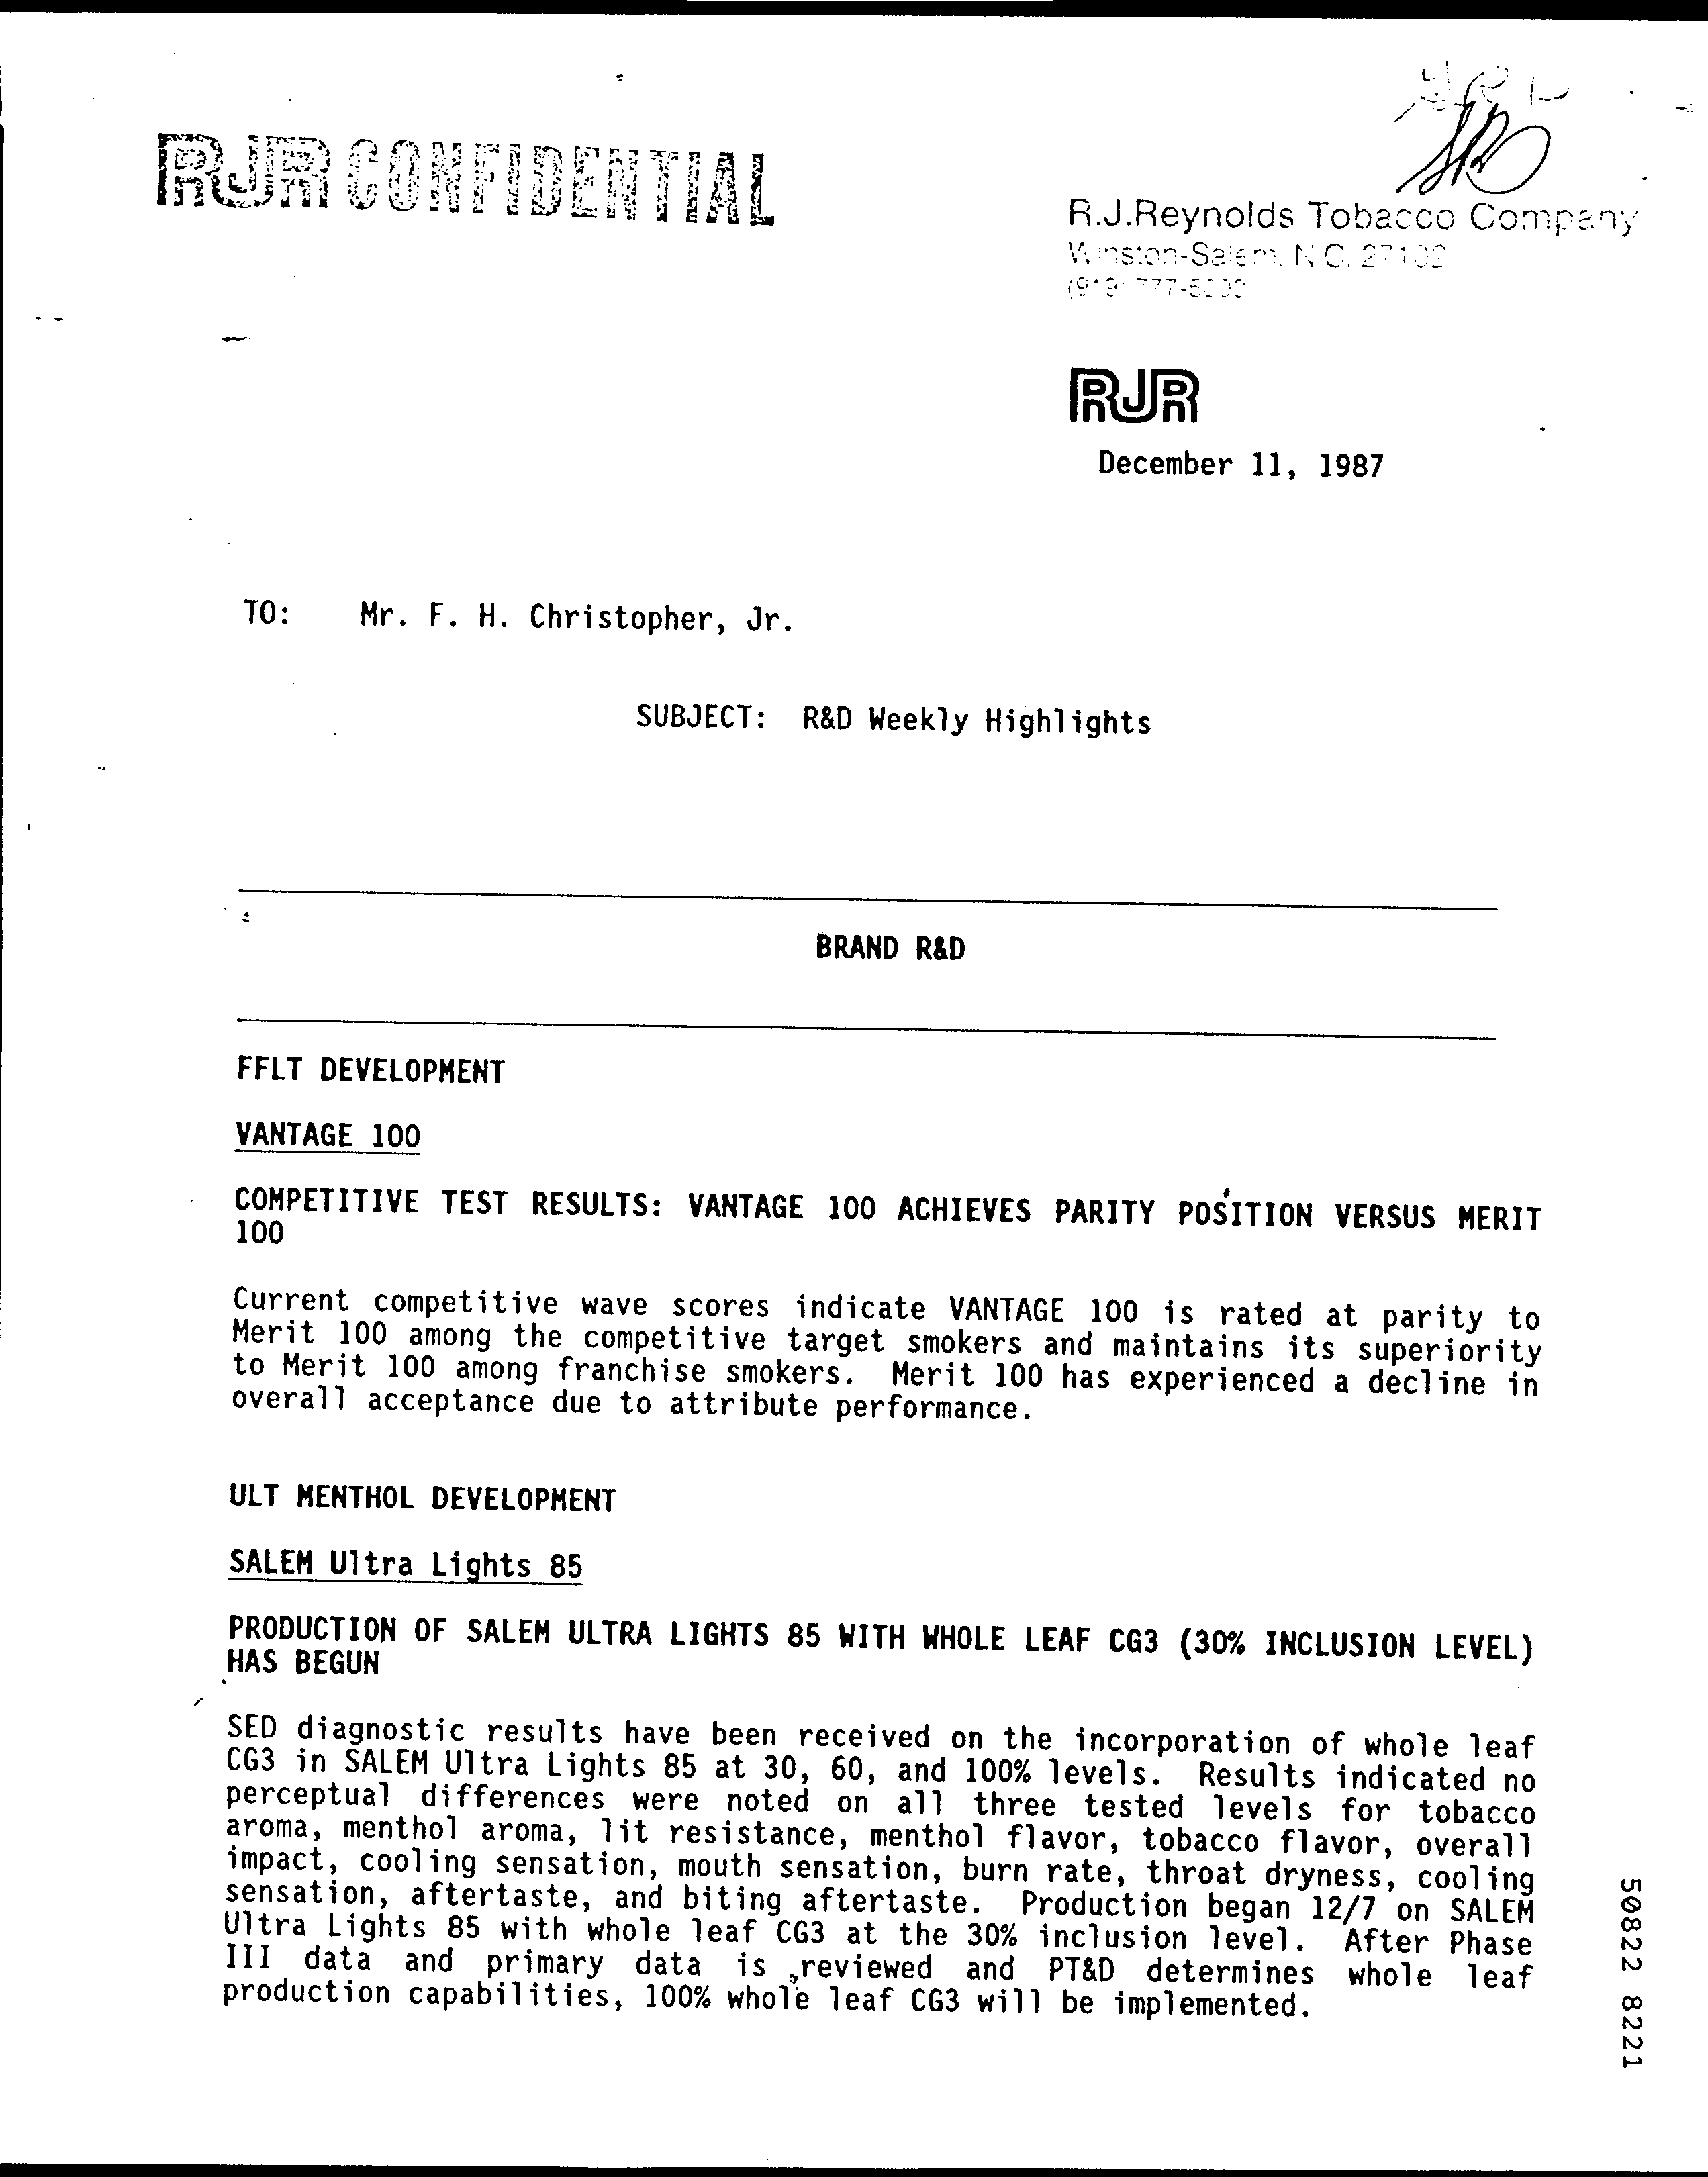 RJR CONFIDENTIAL
R.J.Reynolds Tobacco Company
Winston-Salem, N.C. 27102
RJR
December 11, 1987
TO: Mr. F. H. Christopher, Jr.
SUBJECT: R&D Weekly Highlights
BRAND R&D
FFLT DEVELOPMENT
VANTAGE 100
COMPETITIVE TEST RESULTS: VANTAGE 100 ACHIEVES PARITY POSITION VERSUS MERIT
100
Current competitive wave scores indicate VANTAGE 100 is rated at parity to
Merit 100 among the competitive target smokers and maintains its superiority
to Merit 100 among franchise smokers. Merit 100 has experienced a decline in
overall acceptance due to attribute performance.
ULT MENTHOL DEVELOPMENT
SALEM Ultra Lights 85
PRODUCTION OF SALEM ULTRA LIGHTS 85 WITH WHOLE LEAF CG3 (30% INCLUSION LEVEL)
HAS BEGUN
SED diagnostic results have been received on the incorporation of whole leaf
CG3 in SALEM Ultra Lights 85 at 30, 60, and 100% levels. Results indicated no
perceptual differences were noted on all three tested levels for tobacco
aroma, menthol aroma, lit resistance, menthol flavor, tobacco flavor, overall
impact, cooling sensation, mouth sensation, burn rate, throat dryness, cooling
sensation, aftertaste, and biting aftertaste. Production began 12/7 on SALEM
Ultra Lights 85 with whole leaf CG3 at the 30% inclusion level. After Phase
III data and primary data is reviewed and PT&D determines whole leaf
production capabilities, 100% whole leaf CG3 will be implemented.
50822 8221